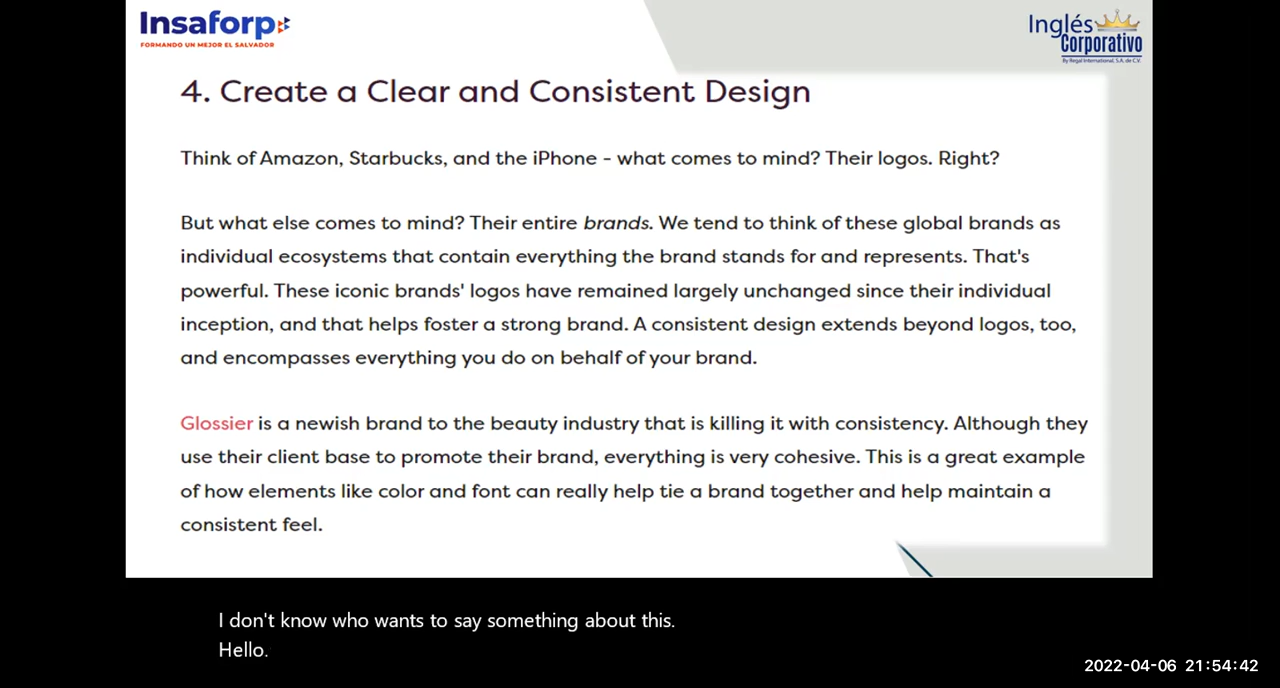 Insaforp
FORMANDO UN MEJOR EL SALVADOR
Inglés
Corporativo
By Regal International, S.A. de C.V.
4. Create a Clear and Consistent Design
Think of Amazon, Starbucks, and the iPhone - what comes to mind? Their logos. Right?
But what else comes to mind? Their entire brands. We tend to think of these global brands as
individual ecosystems that contain everything the brand stands for and represents. That's
powerful. These iconic brands' logos have remained largely unchanged since their individual
inception, and that helps foster a strong brand. A consistent design extends beyond logos, too,
and encompasses everything you do on behalf of your brand.
Glossier is a newish brand to the beauty industry that is killing it with consistency. Although they
use their client base to promote their brand, everything is very cohesive. This is a great example
of how elements like color and font can really help tie a brand together and help maintain a
consistent feel.
I don't know who wants to say something about this.
Hello.
2022-04-06 21:54:42